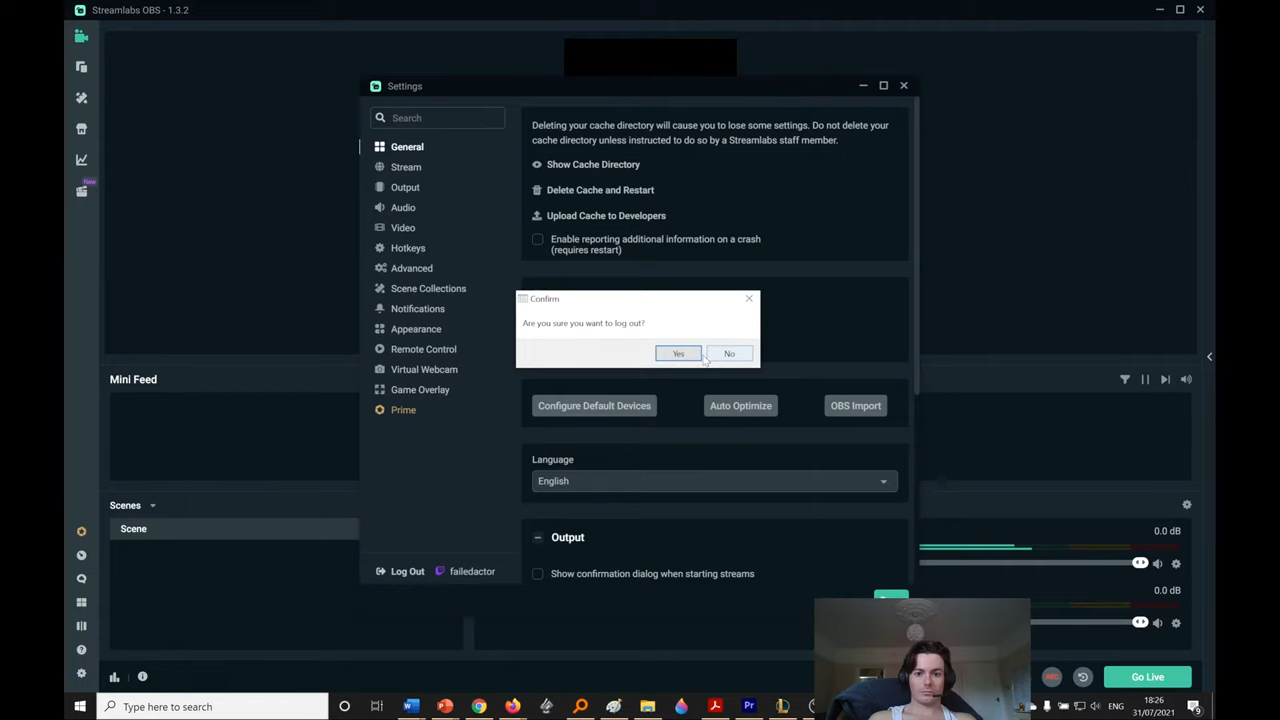 Streamlabs OBS - 1.3.2
Settings
Search
General
Stream
Output
Audio
Video
Hotkeys
Advanced
Scene Collections
Notifications
Appearance
Remote Control
Virtual Webcam
Game Overlay
Prime
Log Out failedactor
Deleting your cache directory will cause you to lose some settings. Do not delete your
cache directory unless instructed to do so by a Streamlabs staff member.
Show Cache Directory
Delete Cache and Restart
Upload Cache to Developers
Enable reporting additional information on a crash
(requires restart)
Confirm
Are you sure you want to log out?
Yes No
Configure Default Devices Auto Optimize OBS Import
Language
English
Output
Show confirmation dialog when starting streams
New
Mini Feed
Scenes
Scene
0.0 dB
0.0 dB
REC
Go Live
Type here to search
18:26
31/07/2021
9